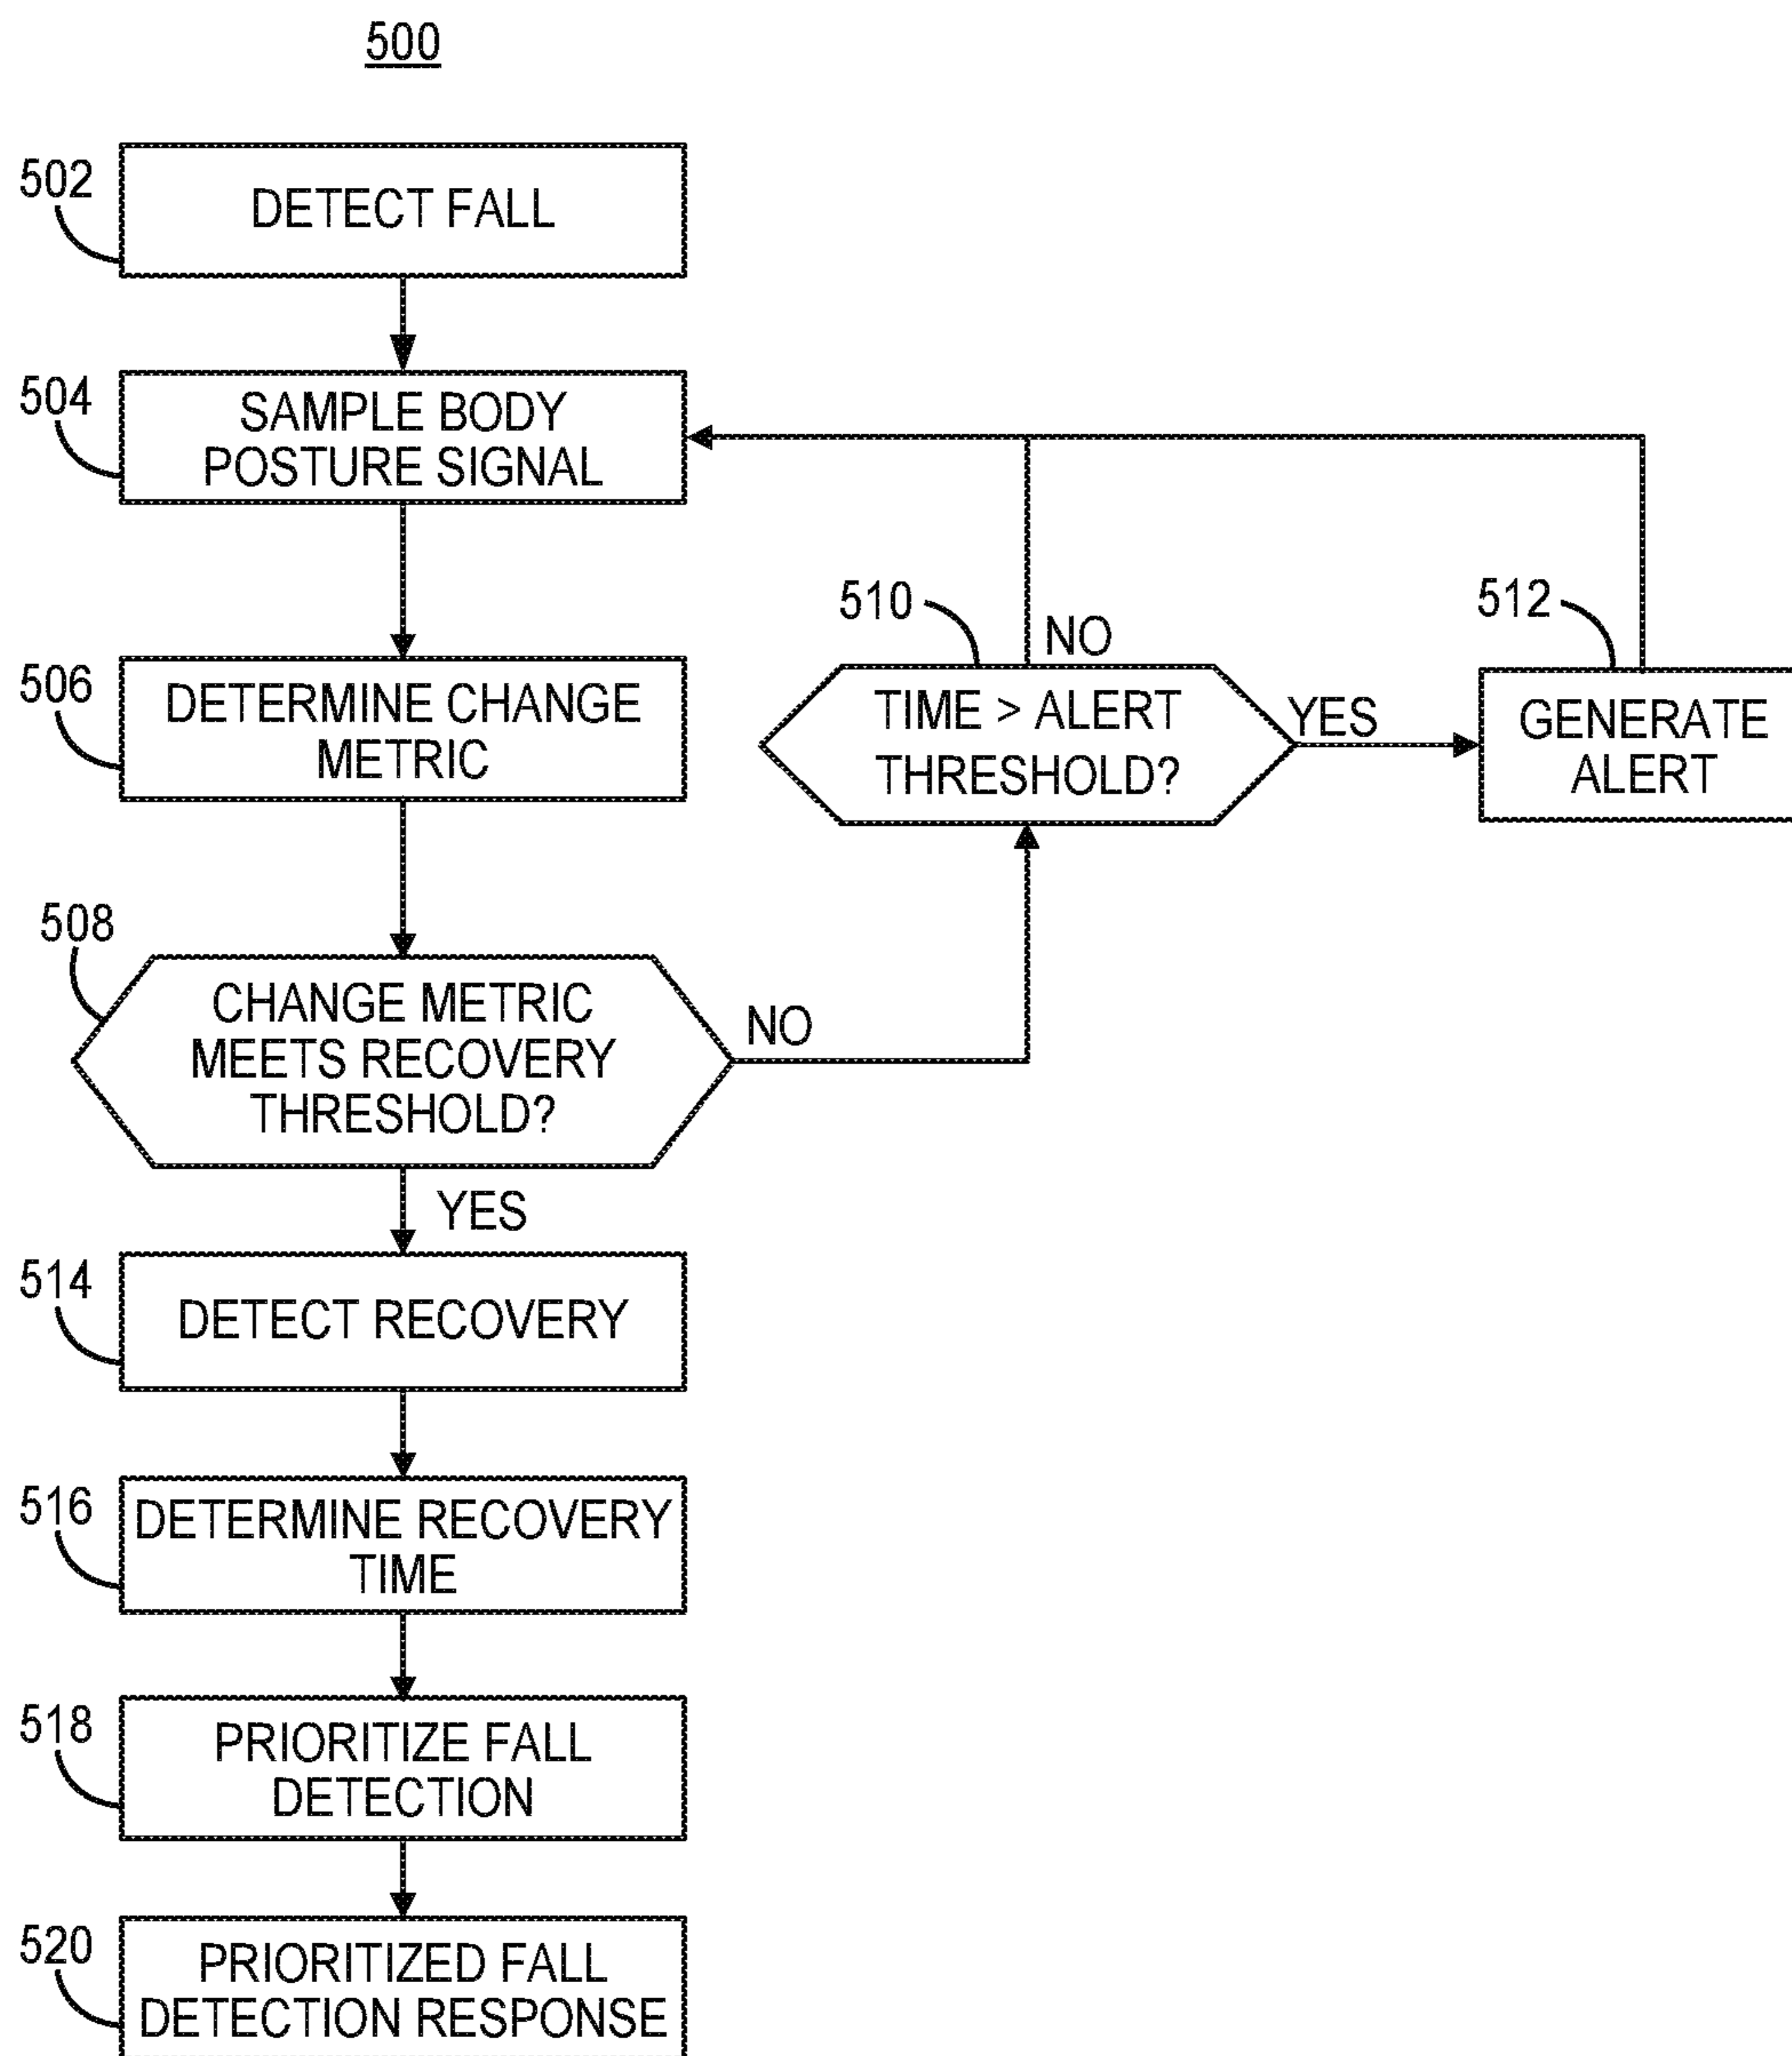 500
502
DETECT FALL
504
SAMPLE BODY
POSTURE SIGNAL
506
DETERMINE CHANGE
METRIC
510
NO
TIME > ALERT
THRESHOLD?
YES
512
GENERATE
ALERT
508
CHANGE METRIC
MEETS RECOVERY
THRESHOLD?
NO
YES
514
DETECT RECOVERY
516
DETERMINE RECOVERY
TIME
518
PRIORITIZE FALL
DETECTION
520
PRIORITIZED FALL
DETECTION RESPONSE